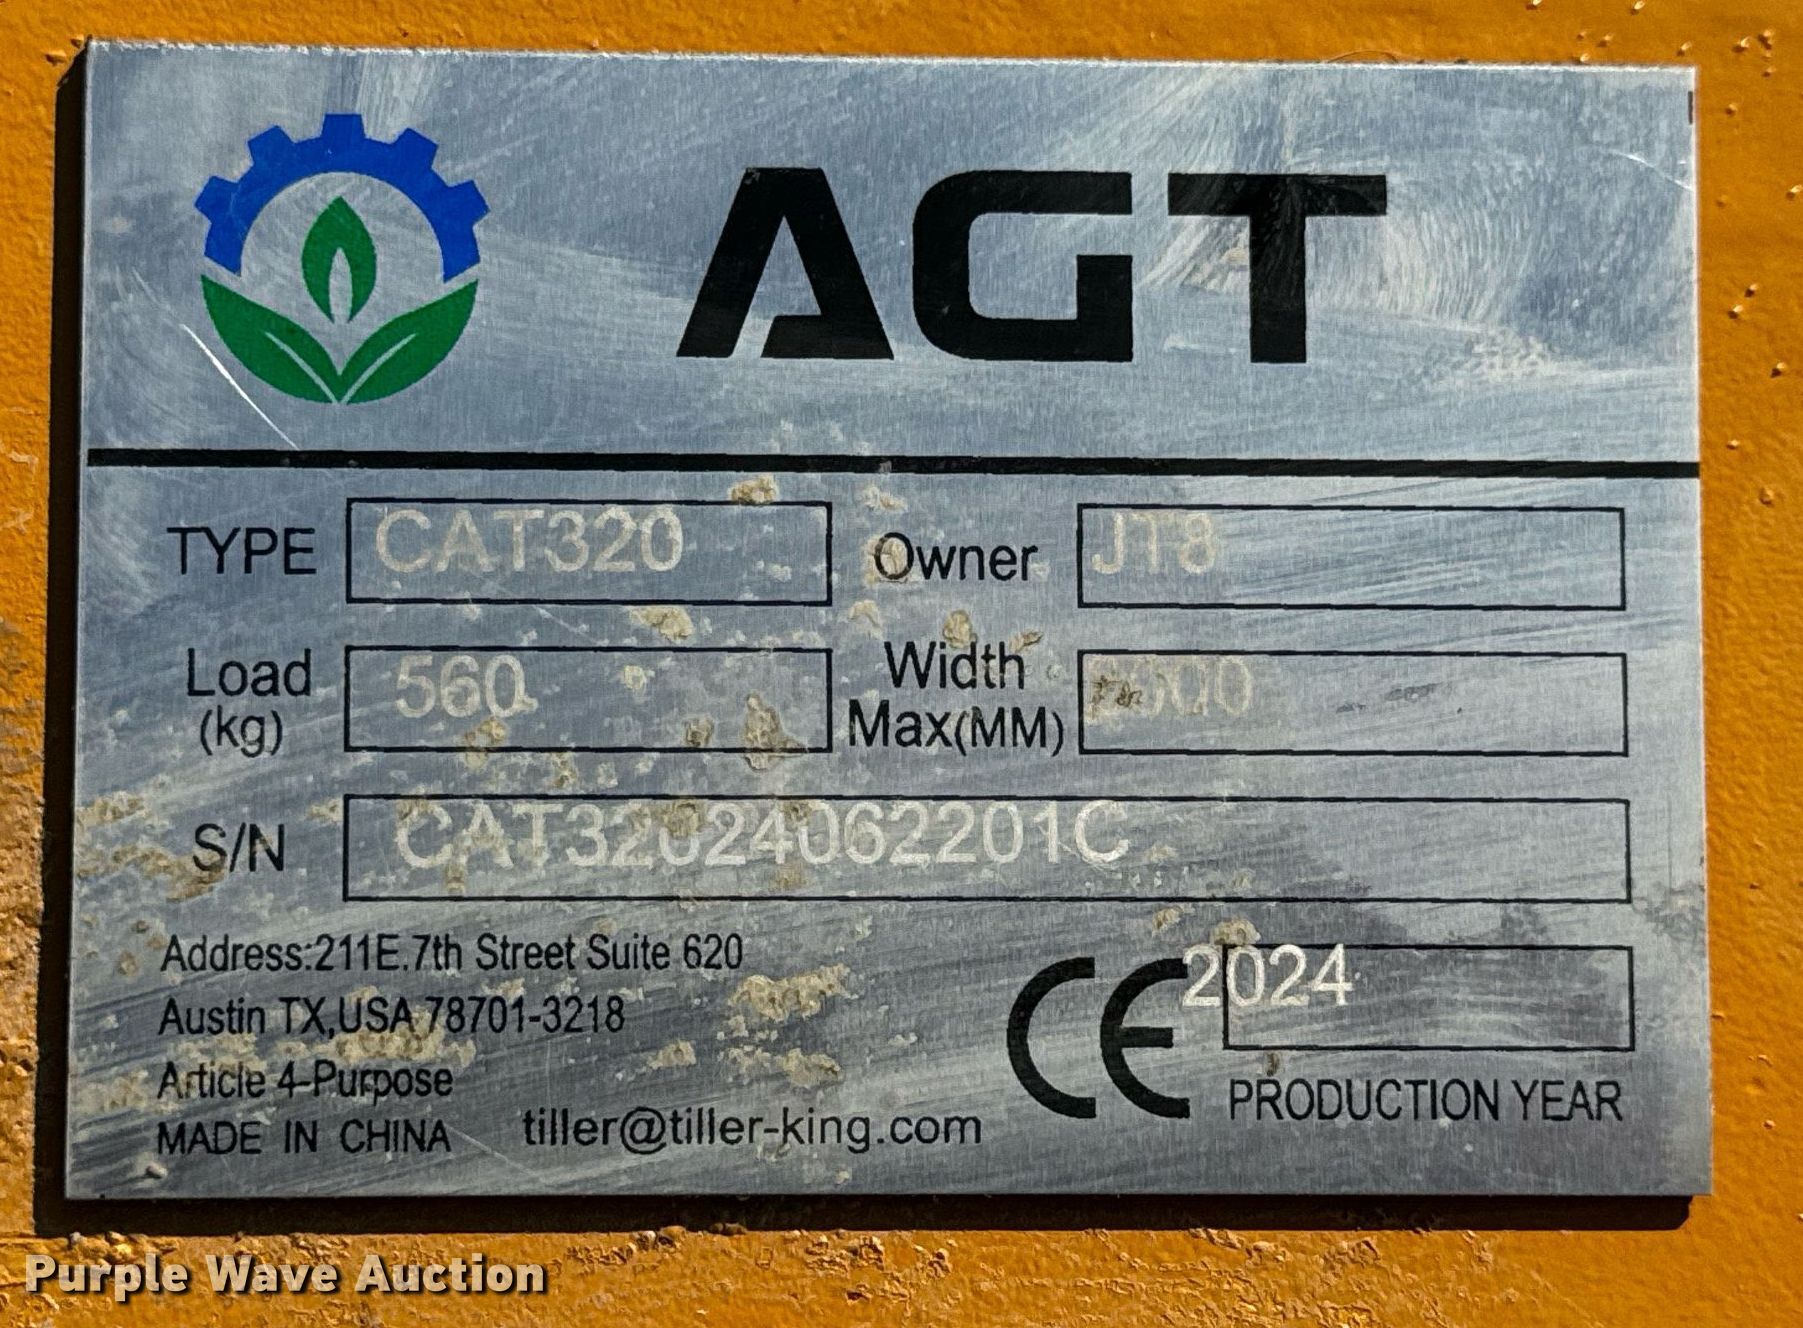 AGT
TYPE CAT320 Owner JT8
Load (kg) 560 Width Max(MM)
S/N CAT32024062201C
Address:211E.7th Street Suite 620
Austin TX,USA 78701-3218
Article 4-Purpose
MADE IN CHINA tiller@tiller-king.com
CE 2024
PRODUCTION YEAR
Purple Wave Auction